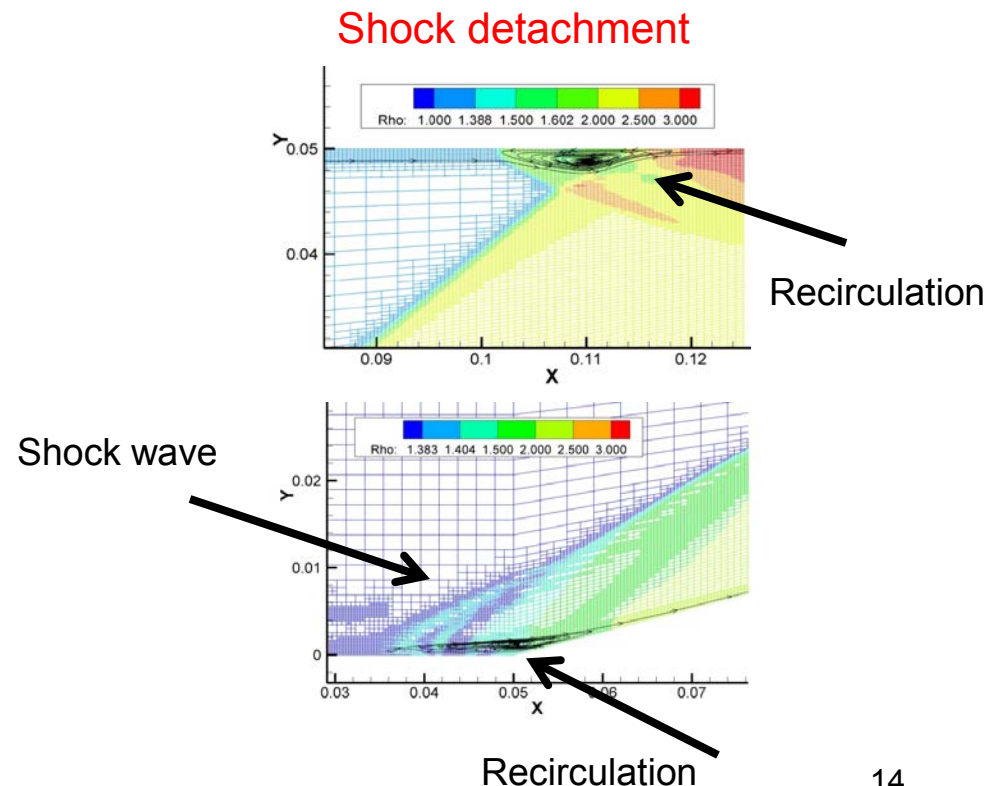 Shock detachment
Rho: 1.000 1.388 1.500 1.602 2.000 2.500 3.000
Y
0.05
0.04
Recirculation
0.09 0.1 0.11 0.12
X
Rho: 1.383 1.404 1.500 2.000 2.500 3.000
Shock wave
Y
0.02
0.01
0
0.03 0.04 0.05 0.06 0.07
X
Recirculation
14